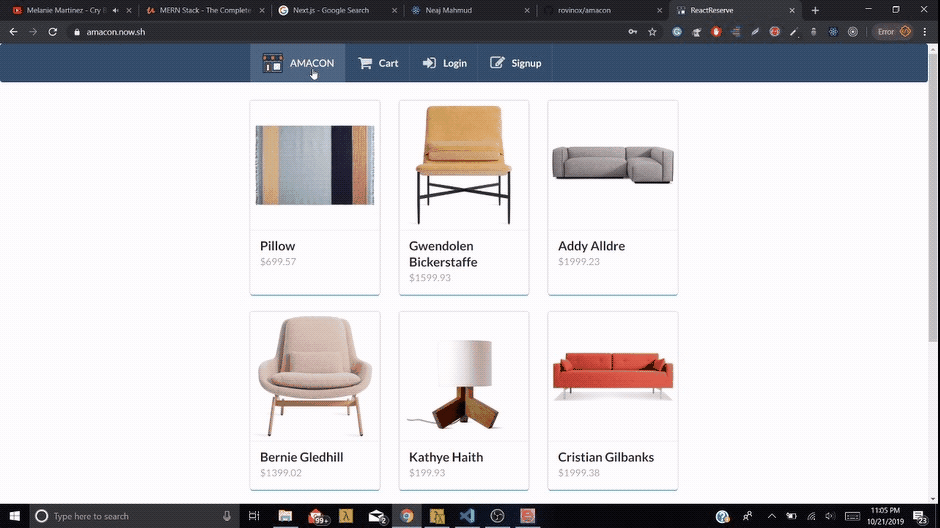 Melanie Martinez - Cry B
MERN Stack - The Complete
Next.js - Google Search
Neaj Mahmud
rovinox/amacon
ReactReserve
amacon.now.sh
Error
AMACON
Cart
Login
Signup
Pillow
$699.57
Gwendolen
Bickerstaffe
$1599.93
Addy Alldre
$1999.23
Bernie Gledhill
$1399.02
Kathye Haith
$199.93
Cristian Gilbanks
$1999.38
Type here to search
99+
2
11:05 PM
10/21/2019
23